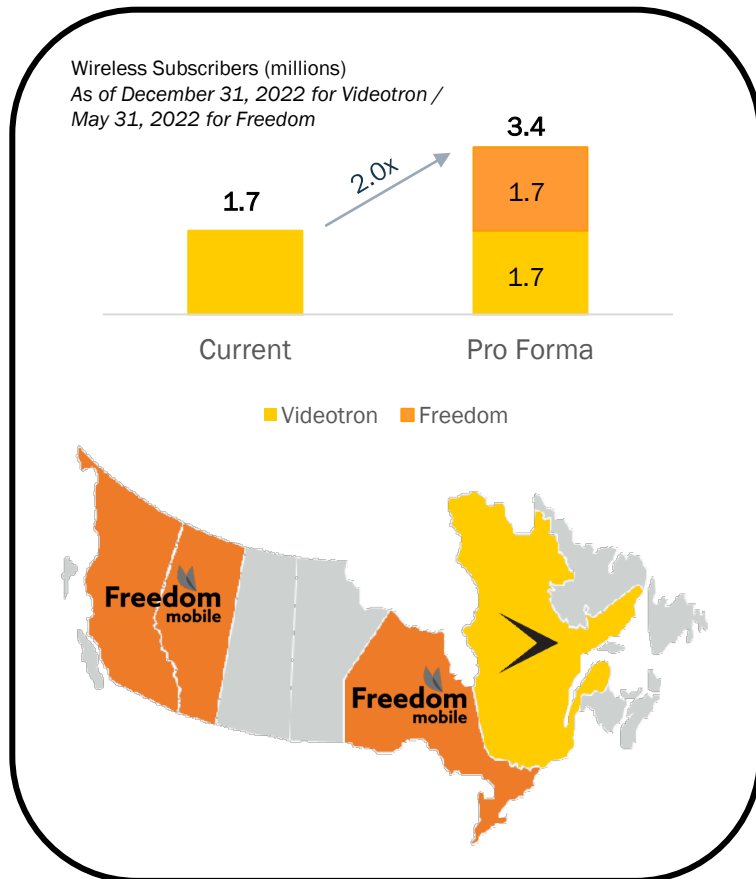 Wireless Subscribers (millions)
As of December 31, 2022 for Videotron /
May 31, 2022 for Freedom
3.4
2.0x
1.7
1.7
1.7
Current
Pro Forma
Videotron
Freedom
Freedom
mobile
Freedom
mobile